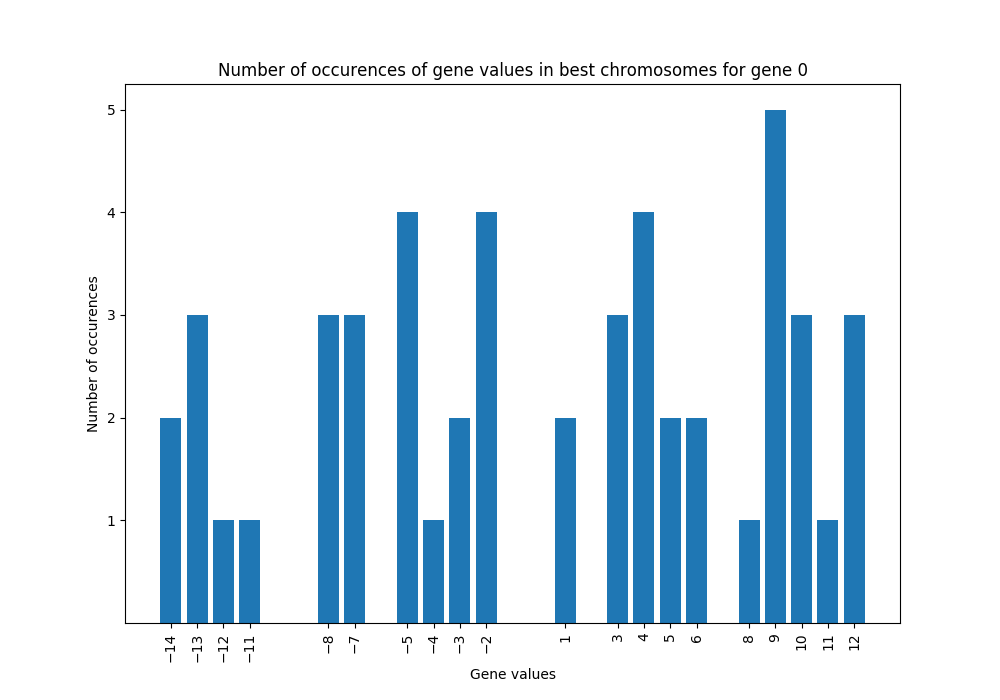 Number of occurences of gene values in best chromosomes for gene 0
5
4
3
2
1
Number of occurences
−14 −13 −12 −11 −8 −7 −5 −4 −3 −2 1 3 4 5 6 8 9 10 11 12
Gene values